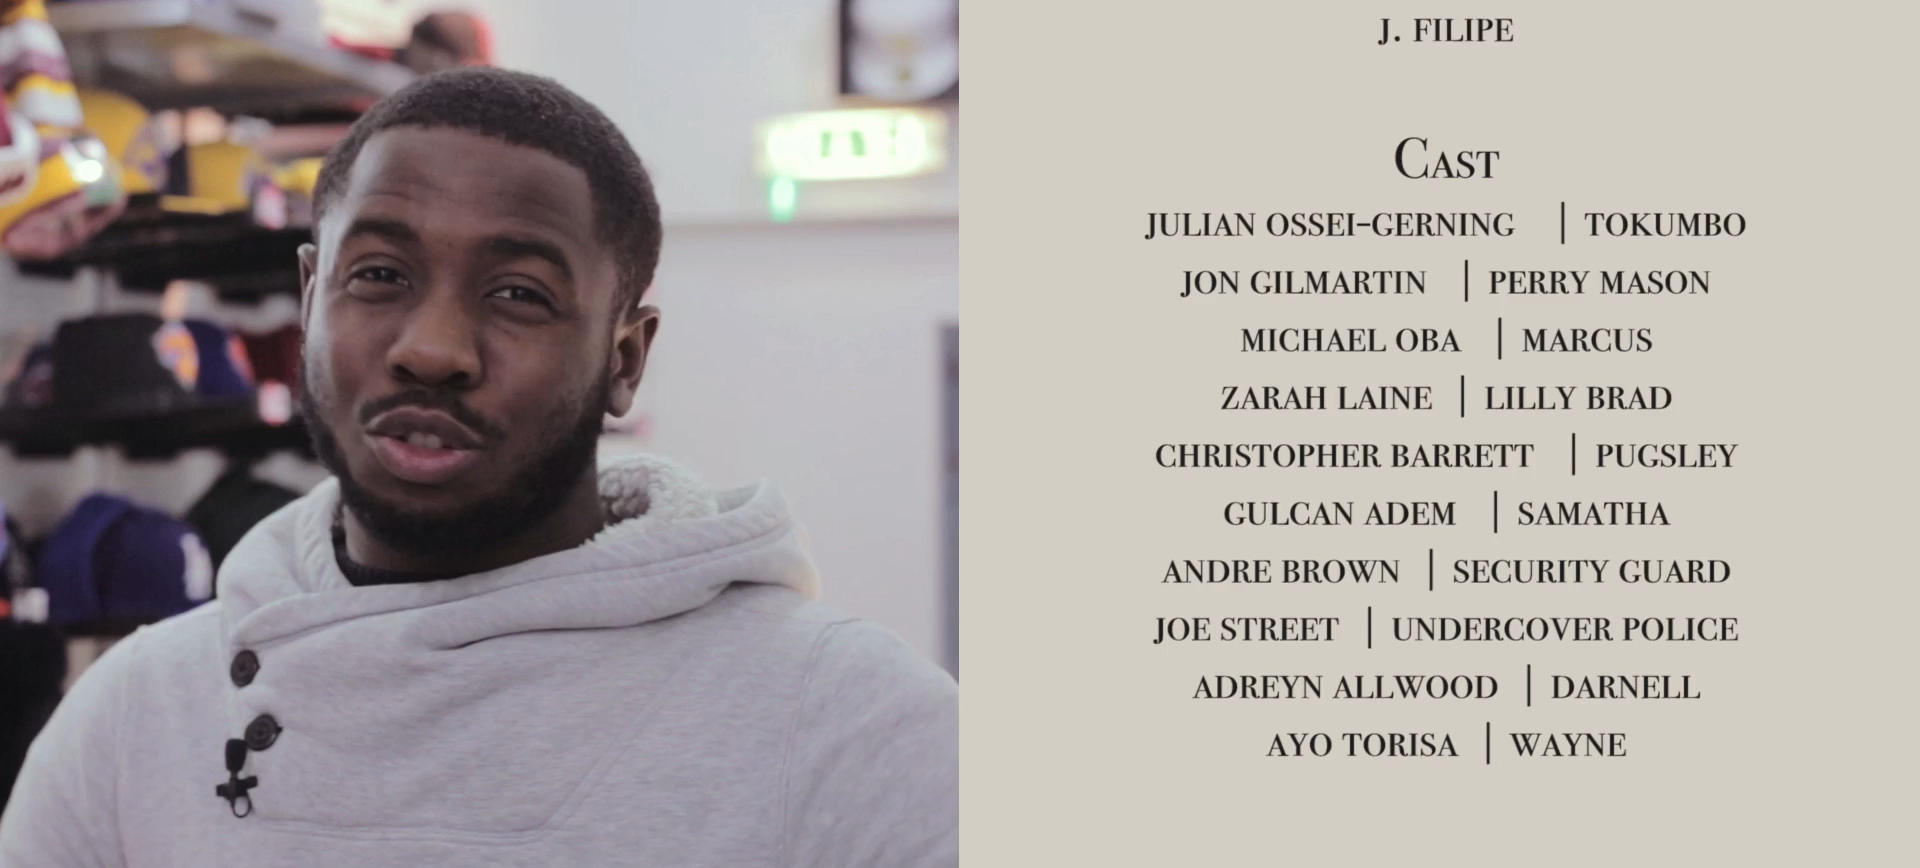 J. FILIPE
CAST
JULIAN OSSEI-GERNING | TOKUMBO
JON GILMARTIN | PERRY MASON
MICHAEL OBA | MARCUS
ZARAH LAINE | LILLY BRAD
CHRISTOPHER BARRETT | PUGSLEY
GULCAN ADEM | SAMATHA
ANDRE BROWN | SECURITY GUARD
JOE STREET | UNDERCOVER POLICE
ADREYN ALLWOOD | DARNELL
AYO TORISA | WAYNE